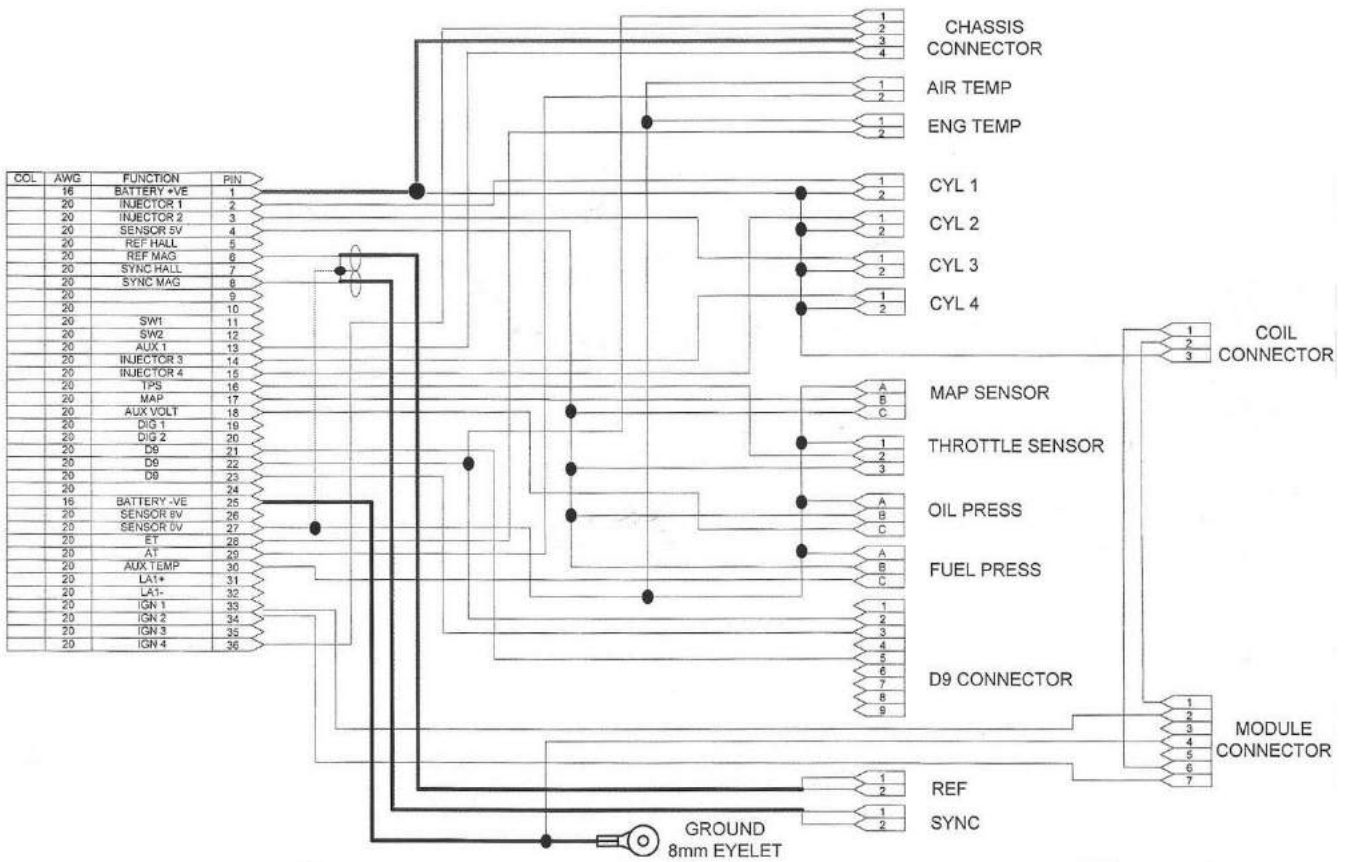 COL AWG FUNCTION PIN
16 BATTERY +VE 1
20 INJECTOR 1 2
20 INJECTOR 2 3
20 SENSOR 5V 4
20 REF HALL 5
20 REF MAG 6
20 SYNC HALL 7
20 SYNC MAG 8
20 9
20 10
20 SW1 11
20 SW2 12
20 AUX 1 13
20 INJECTOR 3 14
20 INJECTOR 4 15
20 TPS 16
20 MAP 17
20 AUX VOLT 18
20 DIG 1 19
20 DIG 2 20
20 D9 21
20 D9 22
20 D9 23
20 24
16 BATTERY -VE 25
20 SENSOR 8V 26
20 SENSOR 0V 27
20 ET 28
20 AT 29
20 AUX TEMP 30
20 LA1+ 31
20 LA1- 32
20 IGN 1 33
20 IGN 2 34
20 IGN 3 35
20 IGN 4 36
1
2
3
4
CHASSIS
CONNECTOR
1
2
AIR TEMP
1
2
ENG TEMP
1
2
CYL 1
1
2
CYL 2
1
2
CYL 3
1
2
CYL 4
1
2
3
COIL
CONNECTOR
A
B
C
MAP SENSOR
1
2
3
THROTTLE SENSOR
A
B
C
OIL PRESS
A
B
C
FUEL PRESS
1
2
3
4
5
6
7
8
9
D9 CONNECTOR
1
2
3
4
5
6
7
MODULE
CONNECTOR
1
2
REF
1
2
SYNC
GROUND
8mm EYELET